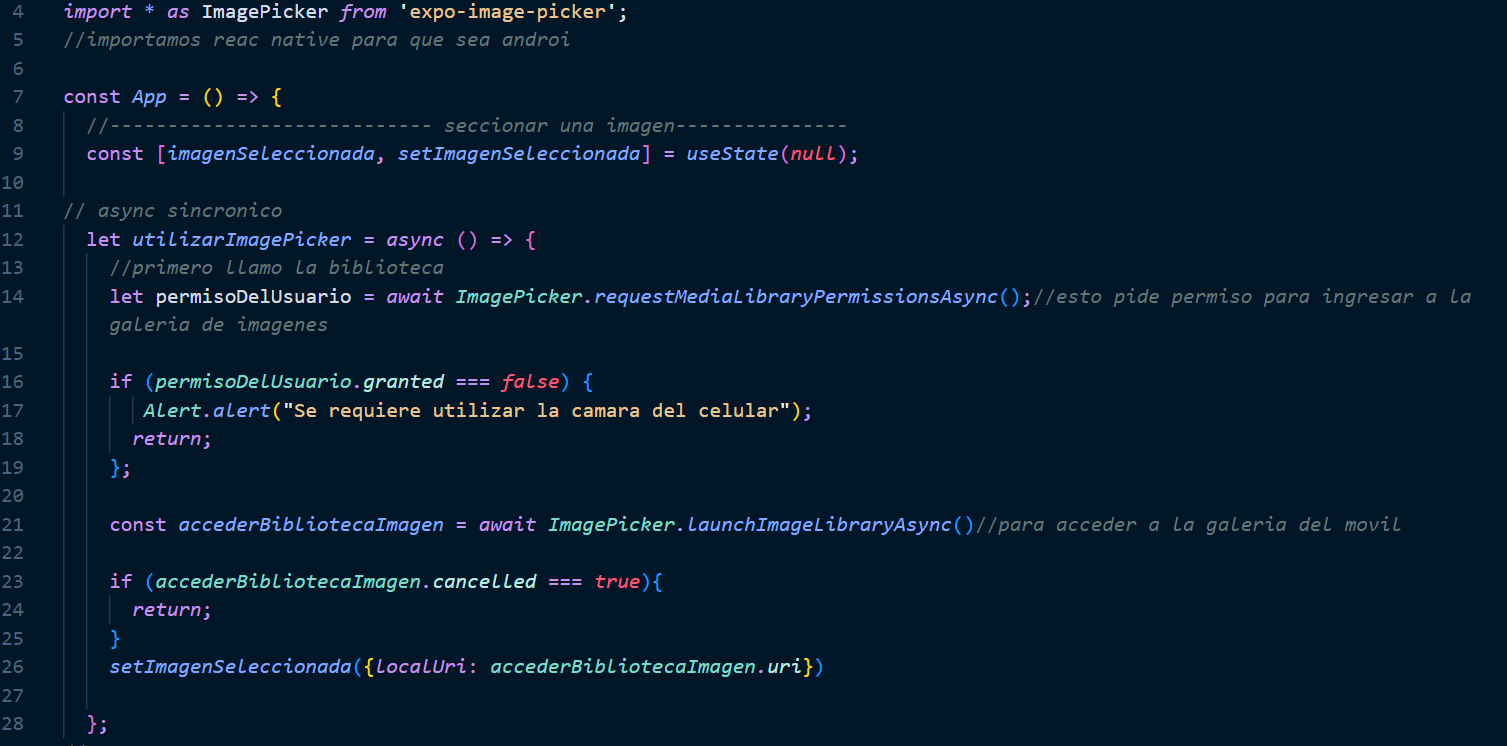 4 import * as ImagePicker from 'expo-image-picker';
5 //importamos reac native para que sea androi
6
7 const App = () => {
8 //---------------------------- seccionar una imagen---------------
9 const [imagenSeleccionada, setImagenSeleccionada] = useState(null);
10
11 // async sincronico
12 let utilizarImagePicker = async () => {
13 //primero llamo la biblioteca
14 let permisoDelUsuario = await ImagePicker.requestMediaLibraryPermissionsAsync();//esto pide permiso para ingresar a la
galeria de imagenes
15
16 if (permisoDelUsuario.granted === false) {
17 Alert.alert("Se requiere utilizar la camara del celular");
18 return;
19 };
20
21 const accederBibliotecaImagen = await ImagePicker.launchImageLibraryAsync()//para acceder a la galeria del movil
22
23 if (accederBibliotecaImagen.cancelled === true){
24 return;
25 }
26 setImagenSeleccionada({localUri: accederBibliotecaImagen.uri})
27
28 };